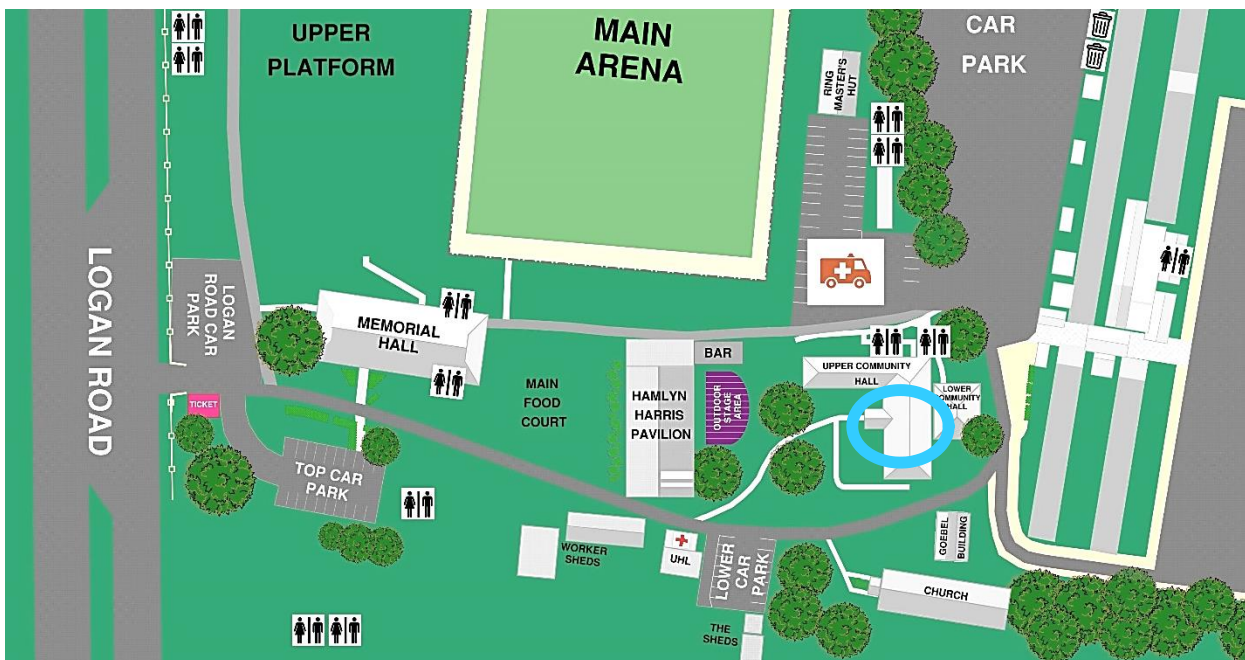 UPPER
PLATFORM
MAIN
ARENA
CAR
PARK
RING
MASTER'S
HUT
LOGAN ROAD
LOGAN
ROAD CAR
PARK
MEMORIAL
HALL
BAR
UPPER COMMUNITY
HALL
MAIN
FOOD
COURT
HAMLYN
HARRIS
PAVILION
OUTDOOR
STAGE
AREA
LOWER
COMMUNITY
HALL
TICKET
TOP CAR
PARK
WORKER
SHEDS
UHL
LOWER
CAR
PARK
GOEBEL
BUILDING
CHURCH
THE
SHEDS